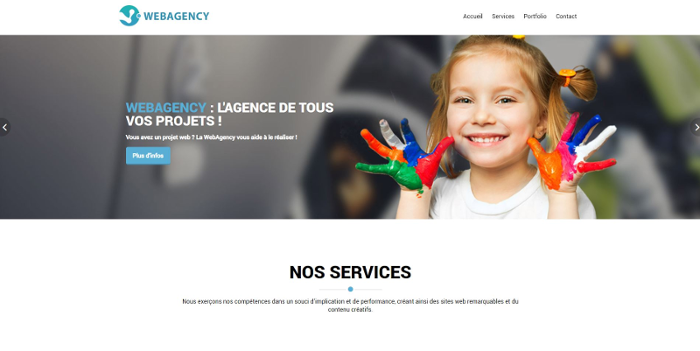 WEBAGENCY
Accueil Services Portfolio Contact
WEBAGENCY : L'AGENCE DE TOUS
VOS PROJETS !
Vous avez un projet web ? La WebAgency vous aide à le réaliser !
Plus d'infos
NOS SERVICES
Nous exerçons nos compétences dans un souci d'implication et de performance, créant ainsi des sites web remarquables et du
contenu créatifs.